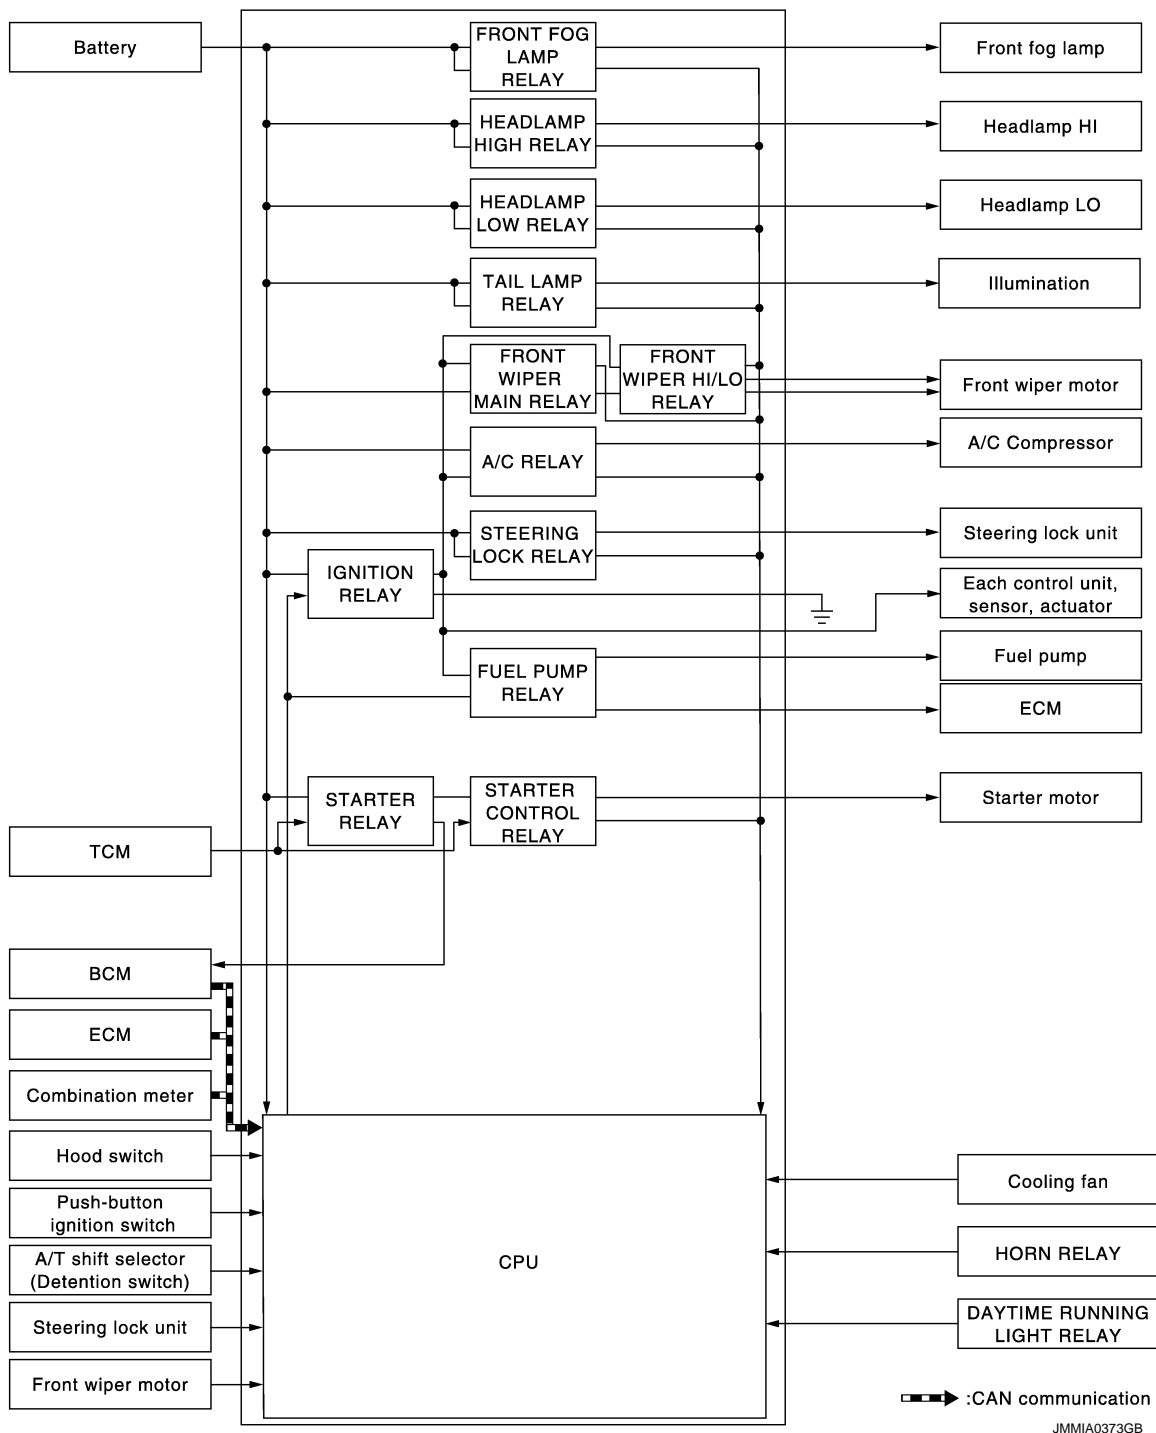 Battery
FRONT FOG
LAMP
RELAY
Front fog lamp
HEADLAMP
HIGH RELAY
Headlamp HI
HEADLAMP
LOW RELAY
Headlamp LO
TAIL LAMP
RELAY
Illumination
FRONT
WIPER
MAIN RELAY
FRONT
WIPER HI/LO
RELAY
Front wiper motor
A/C RELAY
A/C Compressor
STEERING
LOCK RELAY
Steering lock unit
IGNITION
RELAY
Each control unit,
sensor, actuator
FUEL PUMP
RELAY
Fuel pump
ECM
STARTER
RELAY
STARTER
CONTROL
RELAY
Starter motor
TCM
BCM
ECM
Combination meter
Hood switch
Push-button
ignition switch
A/T shift selector
(Detention switch)
Steering lock unit
Front wiper motor
CPU
Cooling fan
HORN RELAY
DAYTIME RUNNING
LIGHT RELAY
:CAN communication
JMMIA0373GB